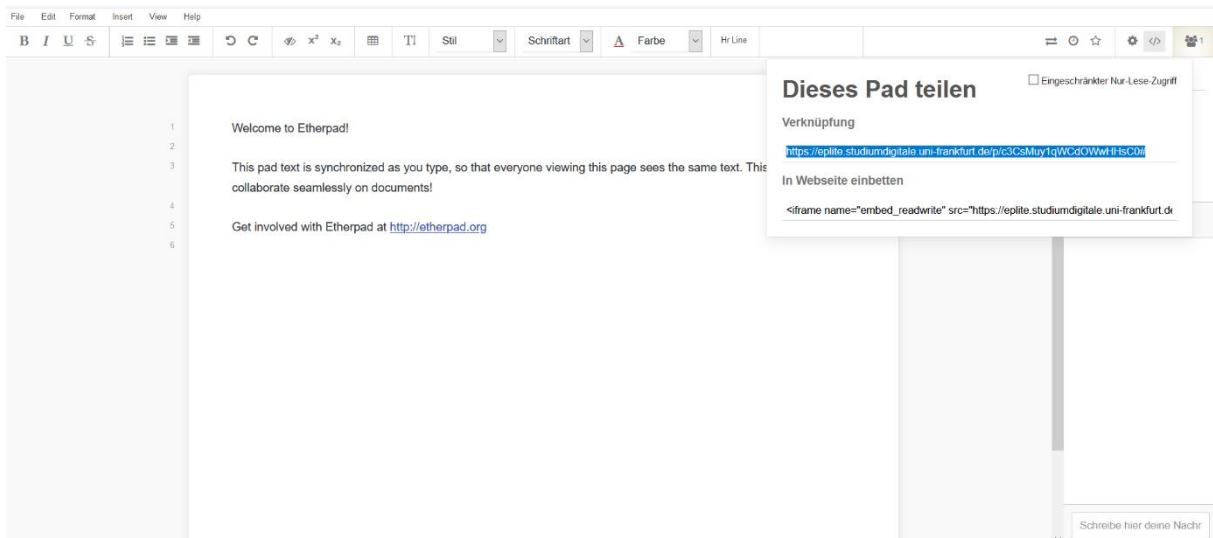 File Edit Format Insert View Help
B I U S x² x₂ TI Stil Schriftart A Farbe Hr Line </> 1
Dieses Pad teilen
Eingeschränkter Nur-Lese-Zugriff
Verknüpfung
https://eplite.studiumdigitale.uni-frankfurt.de/p/c3CsMuy1qWCdOWwHHsC0#
In Webseite einbetten
<iframe name="embed_readwrite" src="https://eplite.studiumdigitale.uni-frankfurt.de
1 Welcome to Etherpad!
2
3 This pad text is synchronized as you type, so that everyone viewing this page sees the same text. This
collaborate seamlessly on documents!
4
5 Get involved with Etherpad at http://etherpad.org
6
Schreibe hier deine Nachr